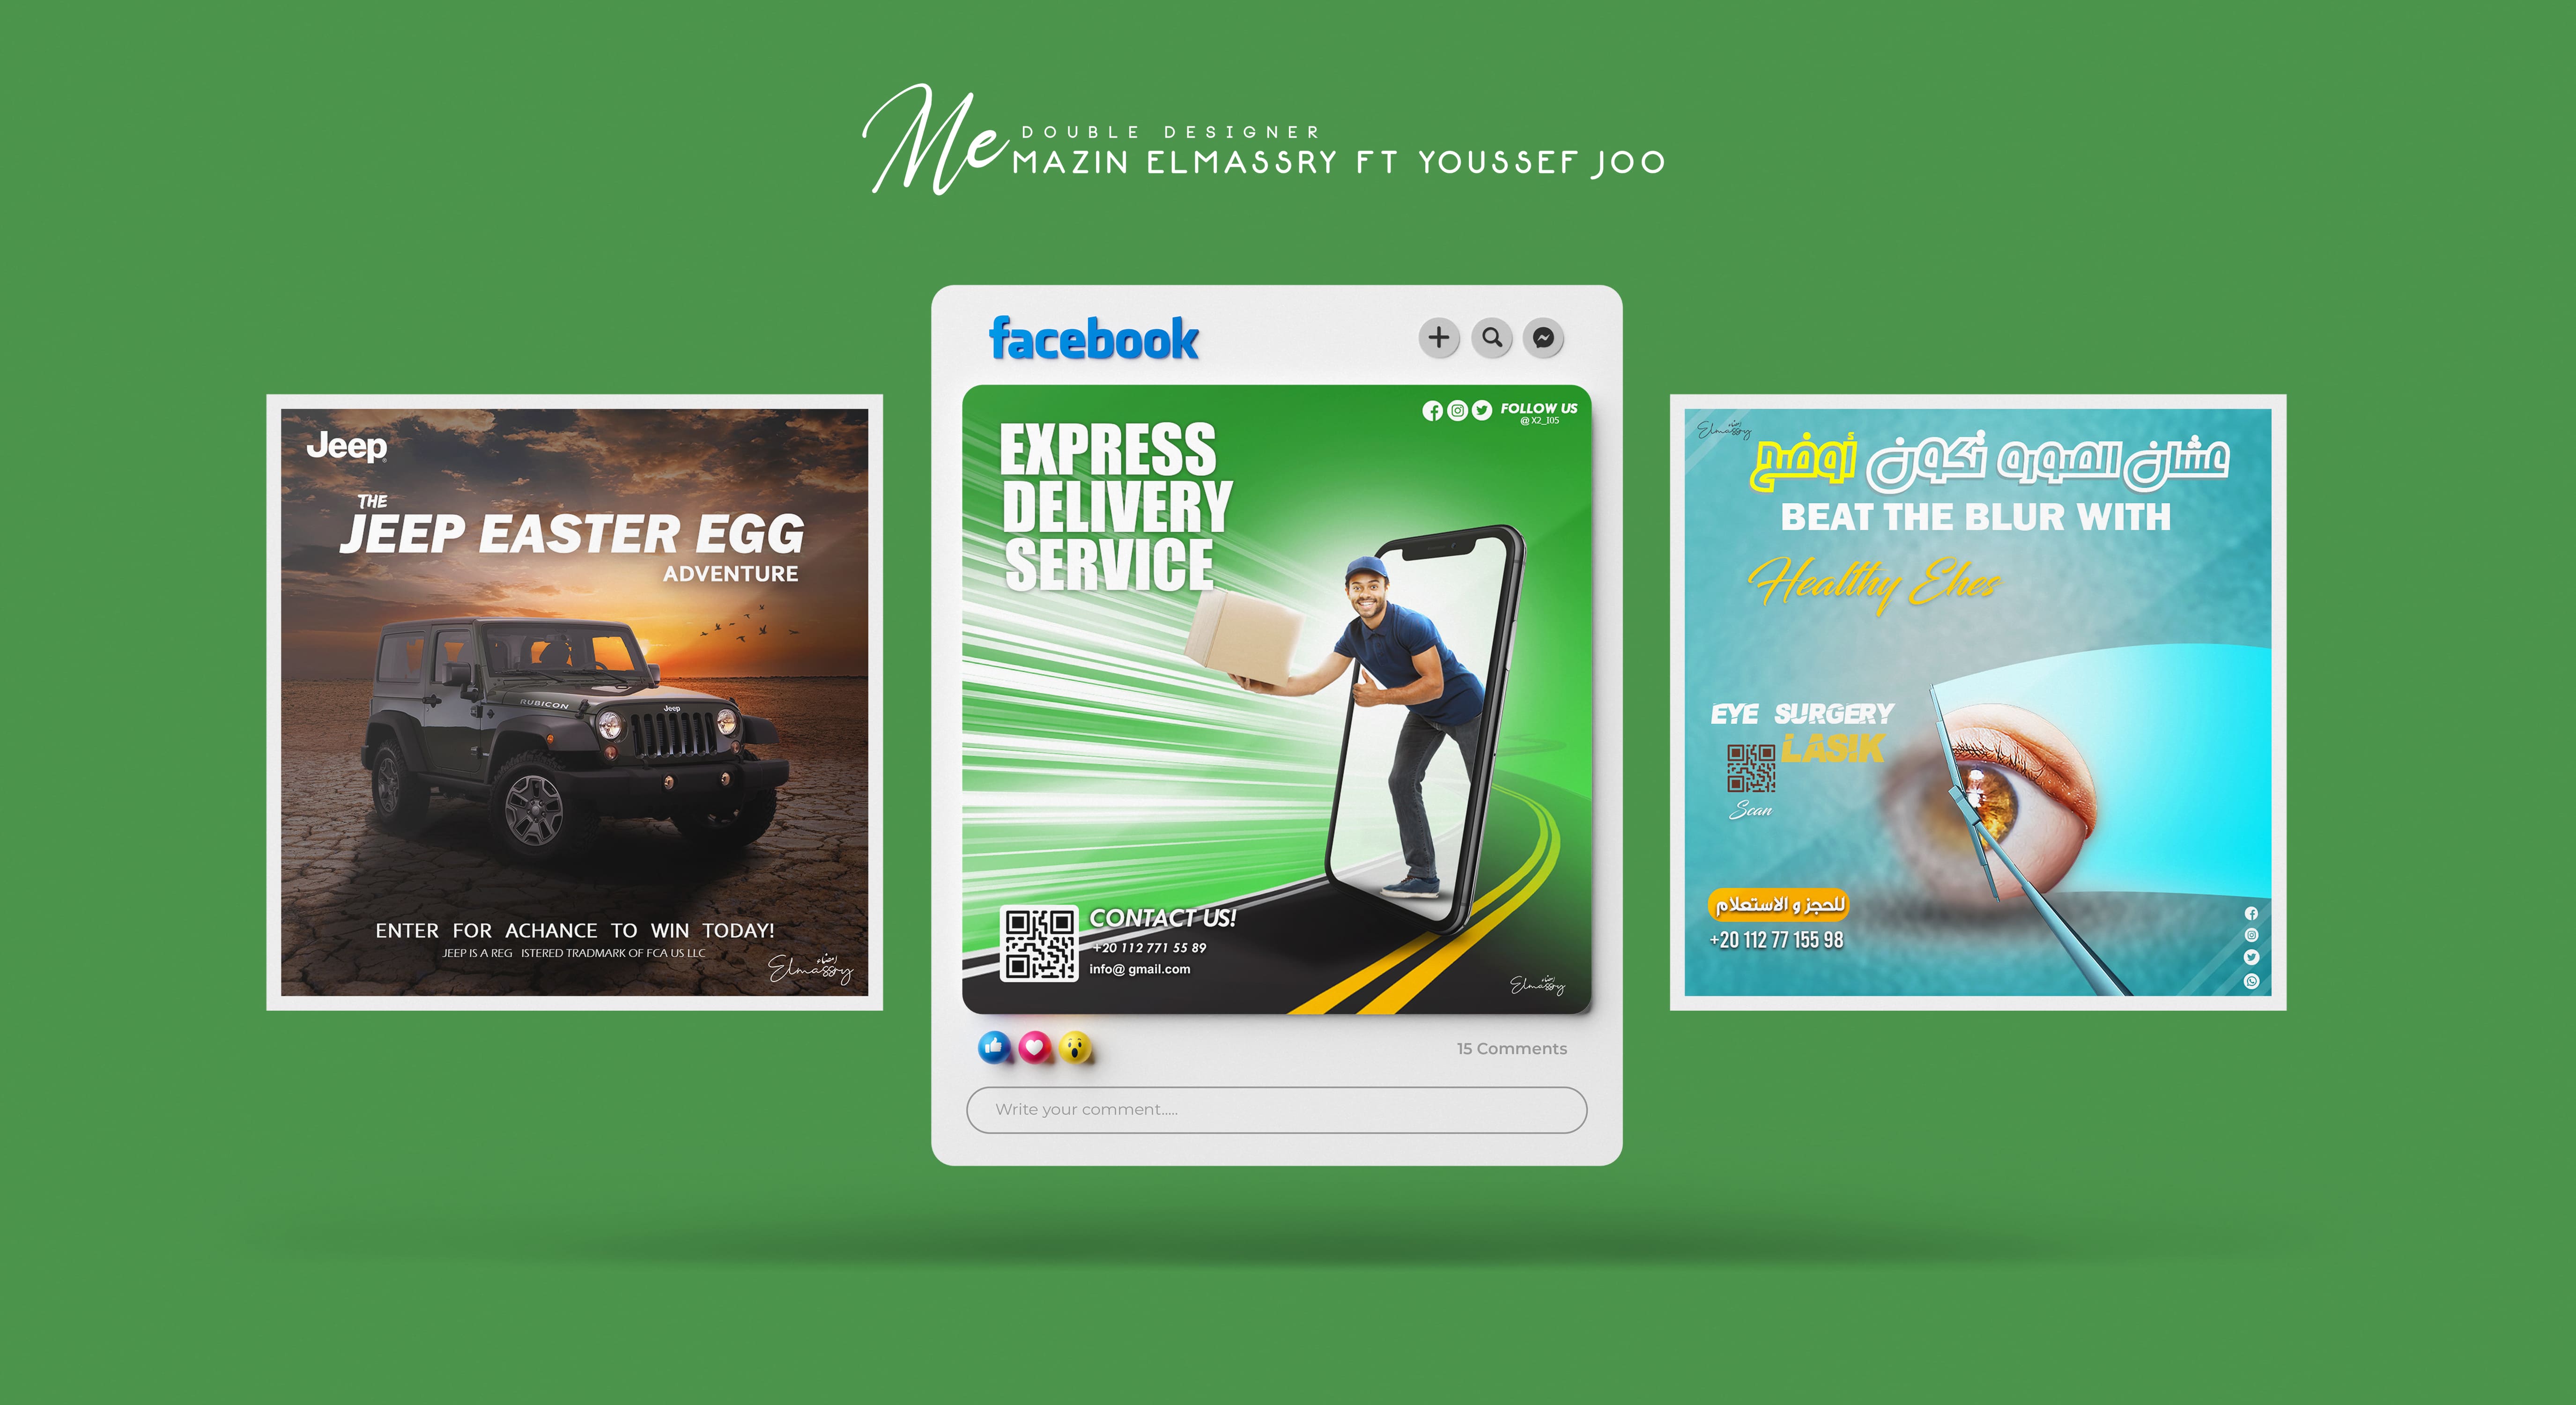 Me
DOUBLE DESIGNER
MAZIN ELMASSRY FT YOUSSEF JOO
Jeep
THE
JEEP EASTER EGG
ADVENTURE
RUBICON
Jeep
ENTER FOR ACHANCE TO WIN TODAY!
JEEP IS A REG ISTERED TRADMARK OF FCA US LLC
إمضاء
Elmassry
facebook
FOLLOW US
@X2_I05
EXPRESS
DELIVERY
SERVICE
CONTACT US!
+20 112 771 55 89
info@ gmail.com
إمضاء
Elmassry
15 Comments
Write your comment.....
إمضاء
Elmassry
عشان الصوره تكون أوضح
BEAT THE BLUR WITH
Healthy Ehes
EYE SURGERY
LASIK
Scan
للحجز و الاستعلام
+20 112 77 155 98